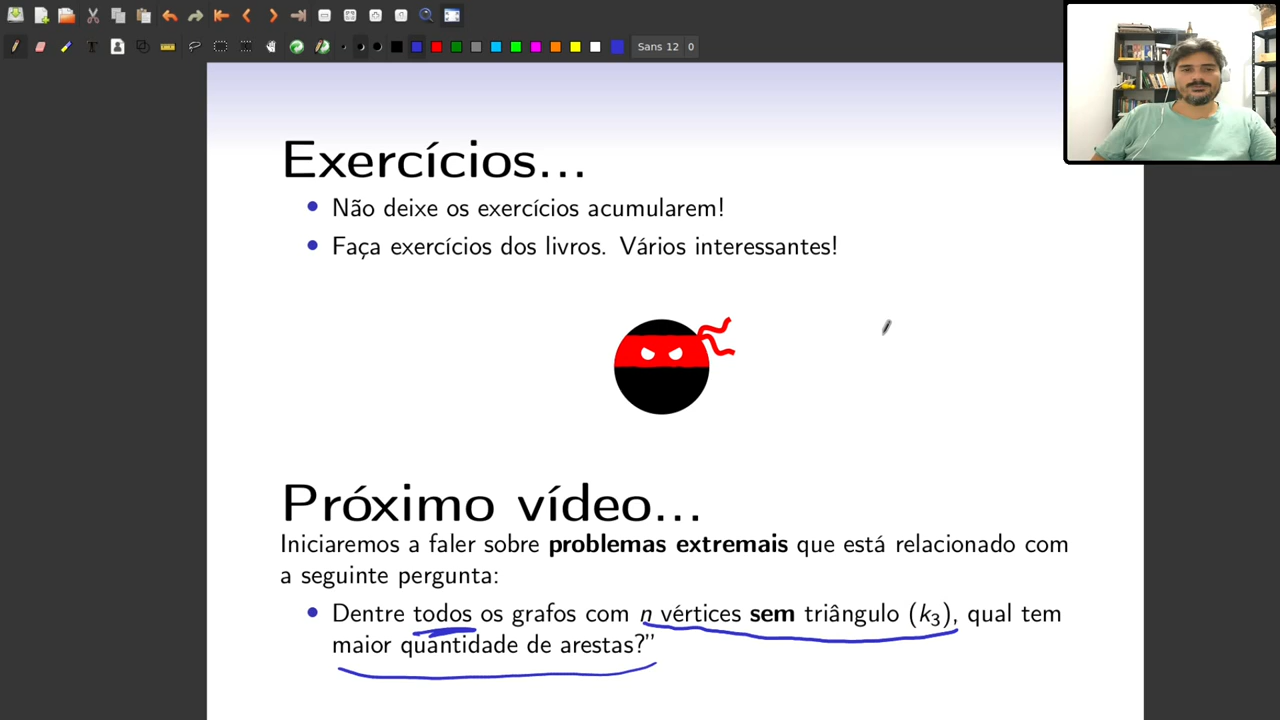 Sans 12 0
Exercícios...
Não deixe os exercícios acumularem!
Faça exercícios dos livros. Vários interessantes!
Próximo vídeo...
Iniciaremos a faler sobre problemas extremais que está relacionado com
a seguinte pergunta:
Dentre todos os grafos com n vértices sem triângulo (k₃), qual tem
maior quantidade de arestas?”